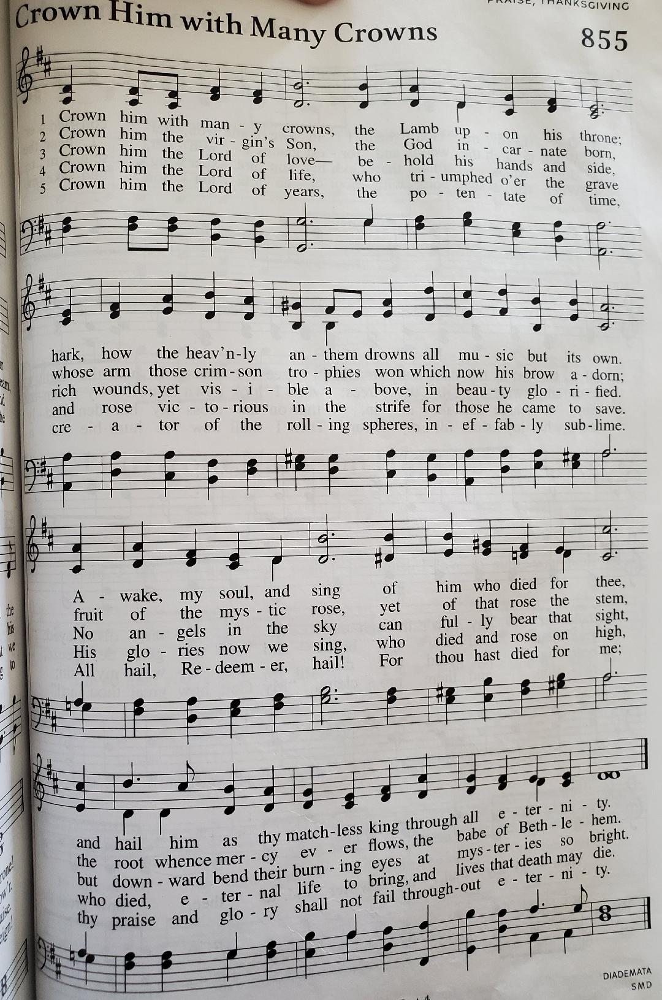 PRAISE, THANKSGIVING
Crown Him with Many Crowns
855
1 Crown him with man - y crowns, the Lamb up - on his throne;
2 Crown him the vir - gin's Son, the God in - car - nate born,
3 Crown him the Lord of love— be - hold his hands and side,
4 Crown him the Lord of life, who tri - umphed o'er the grave
5 Crown him the Lord of years, the po - ten - tate of time,
hark, how the heav'n-ly an - them drowns all mu - sic but its own.
whose arm those crim - son tro - phies won which now his brow a - dorn;
rich wounds, yet vis - i - ble a - bove, in beau - ty glo - ri - fied.
and rose vic - to - rious in the strife for those he came to save.
cre - a - tor of the roll - ing spheres, in - ef - fab - ly sub - lime.
A - wake, my soul, and sing of him who died for thee,
fruit of the mys - tic rose, yet of that rose the stem,
No an - gels in the sky can ful - ly bear that sight,
His glo - ries now we sing, who died and rose on high,
All hail, Re - deem - er, hail! For thou hast died for me;
and hail him as thy match-less king through all e - ter - ni - ty.
the root whence mer - cy ev - er flows, the babe of Beth - le - hem.
but down - ward bend their burn - ing eyes at mys - ter - ies so bright.
who died, e - ter - nal life to bring, and lives that death may die.
thy praise and glo - ry shall not fail through-out e - ter - ni - ty.
DIADEMATA
SMD